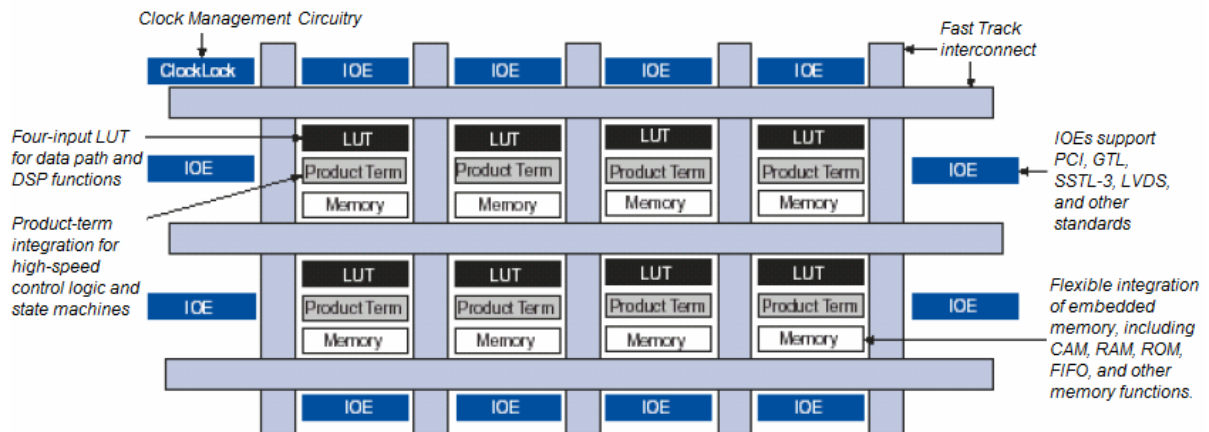 Clock Management Circuitry
Fast Track
interconnect
ClockLock
IOE
IOE
IOE
IOE
Four-input LUT
for data path and
DSP functions
LUT
LUT
LUT
LUT
IOE
Product Term
Product Term
Product Term
Product Term
IOE
Memory
Memory
Memory
Memory
IOEs support
PCI, GTL,
SSTL-3, LVDS,
and other
standards
Product-term
integration for
high-speed
control logic and
state machines
LUT
LUT
LUT
LUT
IOE
Product Term
Product Term
Product Term
Product Term
IOE
Memory
Memory
Memory
Memory
Flexible integration
of embedded
memory, including
CAM, RAM, ROM,
FIFO, and other
memory functions.
IOE
IOE
IOE
IOE